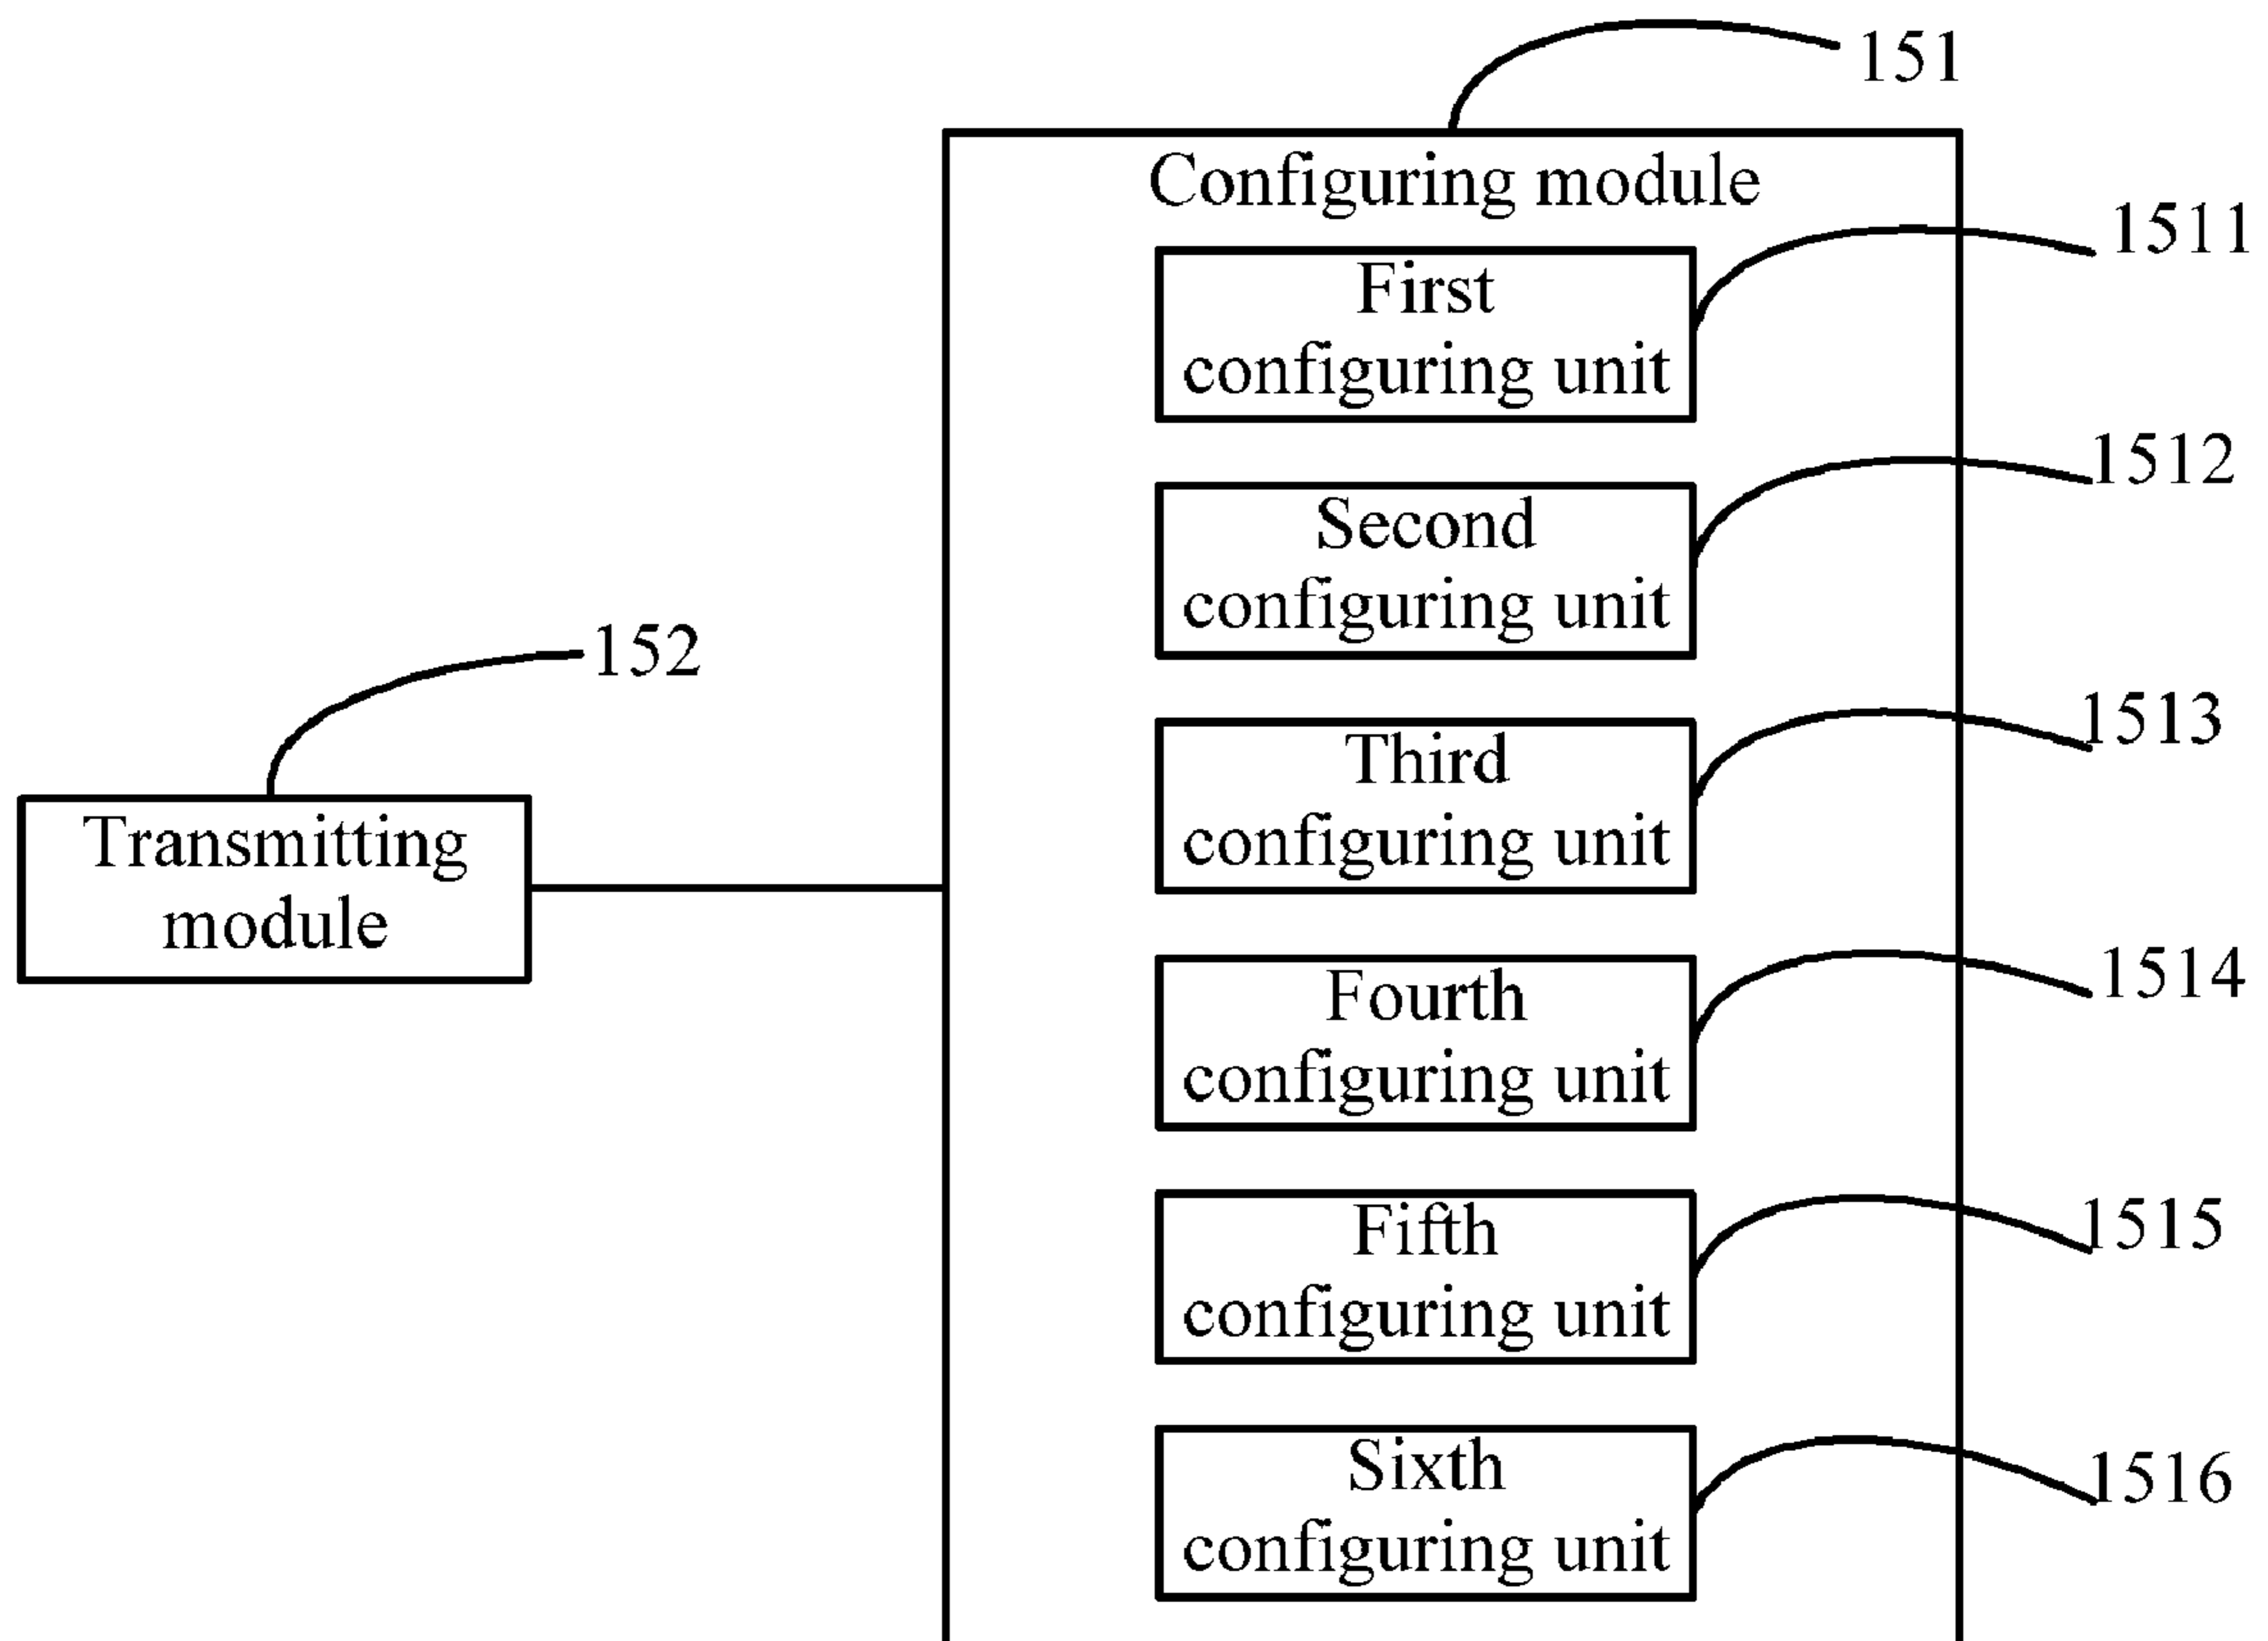 151
Configuring module
1511
First
configuring unit
1512
Second
configuring unit
152
1513
Third
configuring unit
Transmitting
module
1514
Fourth
configuring unit
1515
Fifth
configuring unit
1516
Sixth
configuring unit